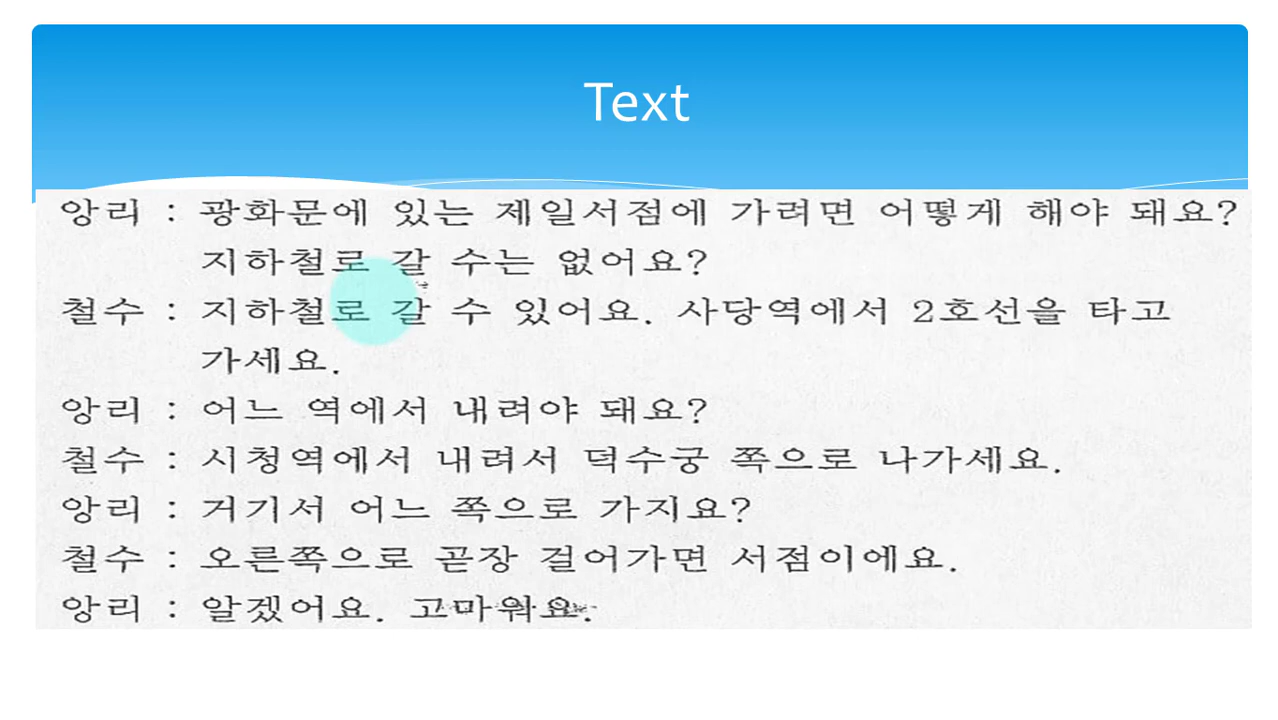 Text
앙리 : 광화문에 있는 제일서점에 가려면 어떻게 해야 돼요?
지하철로 갈 수는 없어요?
철수 : 지하철로 갈 수 있어요. 사당역에서 2호선을 타고
가세요.
앙리 : 어느 역에서 내려야 돼요?
철수 : 시청역에서 내려서 덕수궁 쪽으로 나가세요.
앙리 : 거기서 어느 쪽으로 가지요?
철수 : 오른쪽으로 곧장 걸어가면 서점이에요.
앙리 : 알겠어요. 고마워요.